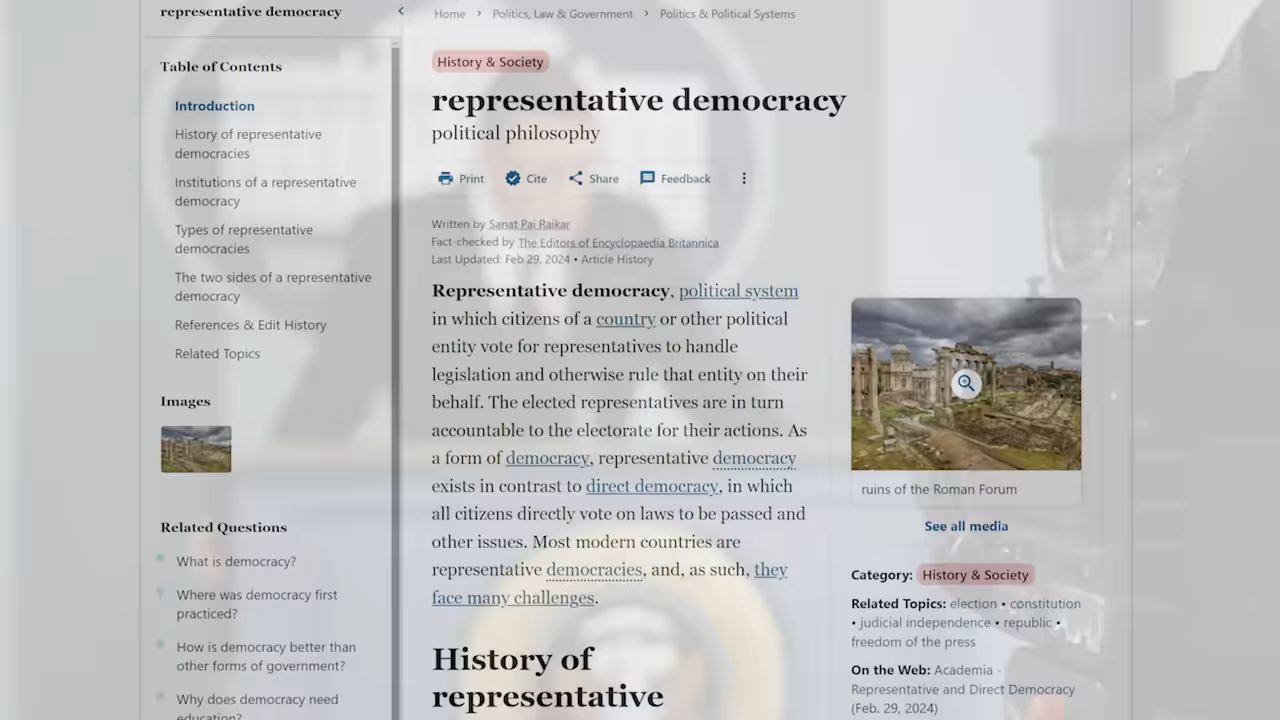 representative democracy
Table of Contents
Introduction
History of representative
democracies
Institutions of a representative
democracy
Types of representative
democracies
The two sides of a representative
democracy
References & Edit History
Related Topics
Images
Related Questions
What is democracy?
Where was democracy first
practiced?
How is democracy better than
other forms of government?
Why does democracy need
education?
Home > Politics, Law & Government > Politics & Political Systems
History & Society
representative democracy
political philosophy
Print Cite Share Feedback
Written by Sanat Pai Raikar
Fact-checked by The Editors of Encyclopaedia Britannica
Last Updated: Feb 29, 2024 • Article History
Representative democracy, political system
in which citizens of a country or other political
entity vote for representatives to handle
legislation and otherwise rule that entity on their
behalf. The elected representatives are in turn
accountable to the electorate for their actions. As
a form of democracy, representative democracy
exists in contrast to direct democracy, in which
all citizens directly vote on laws to be passed and
other issues. Most modern countries are
representative democracies, and, as such, they
face many challenges.
History of
representative
ruins of the Roman Forum
See all media
Category: History & Society
Related Topics: election • constitution
• judicial independence • republic •
freedom of the press
On the Web: Academia -
Representative and Direct Democracy
(Feb. 29, 2024)